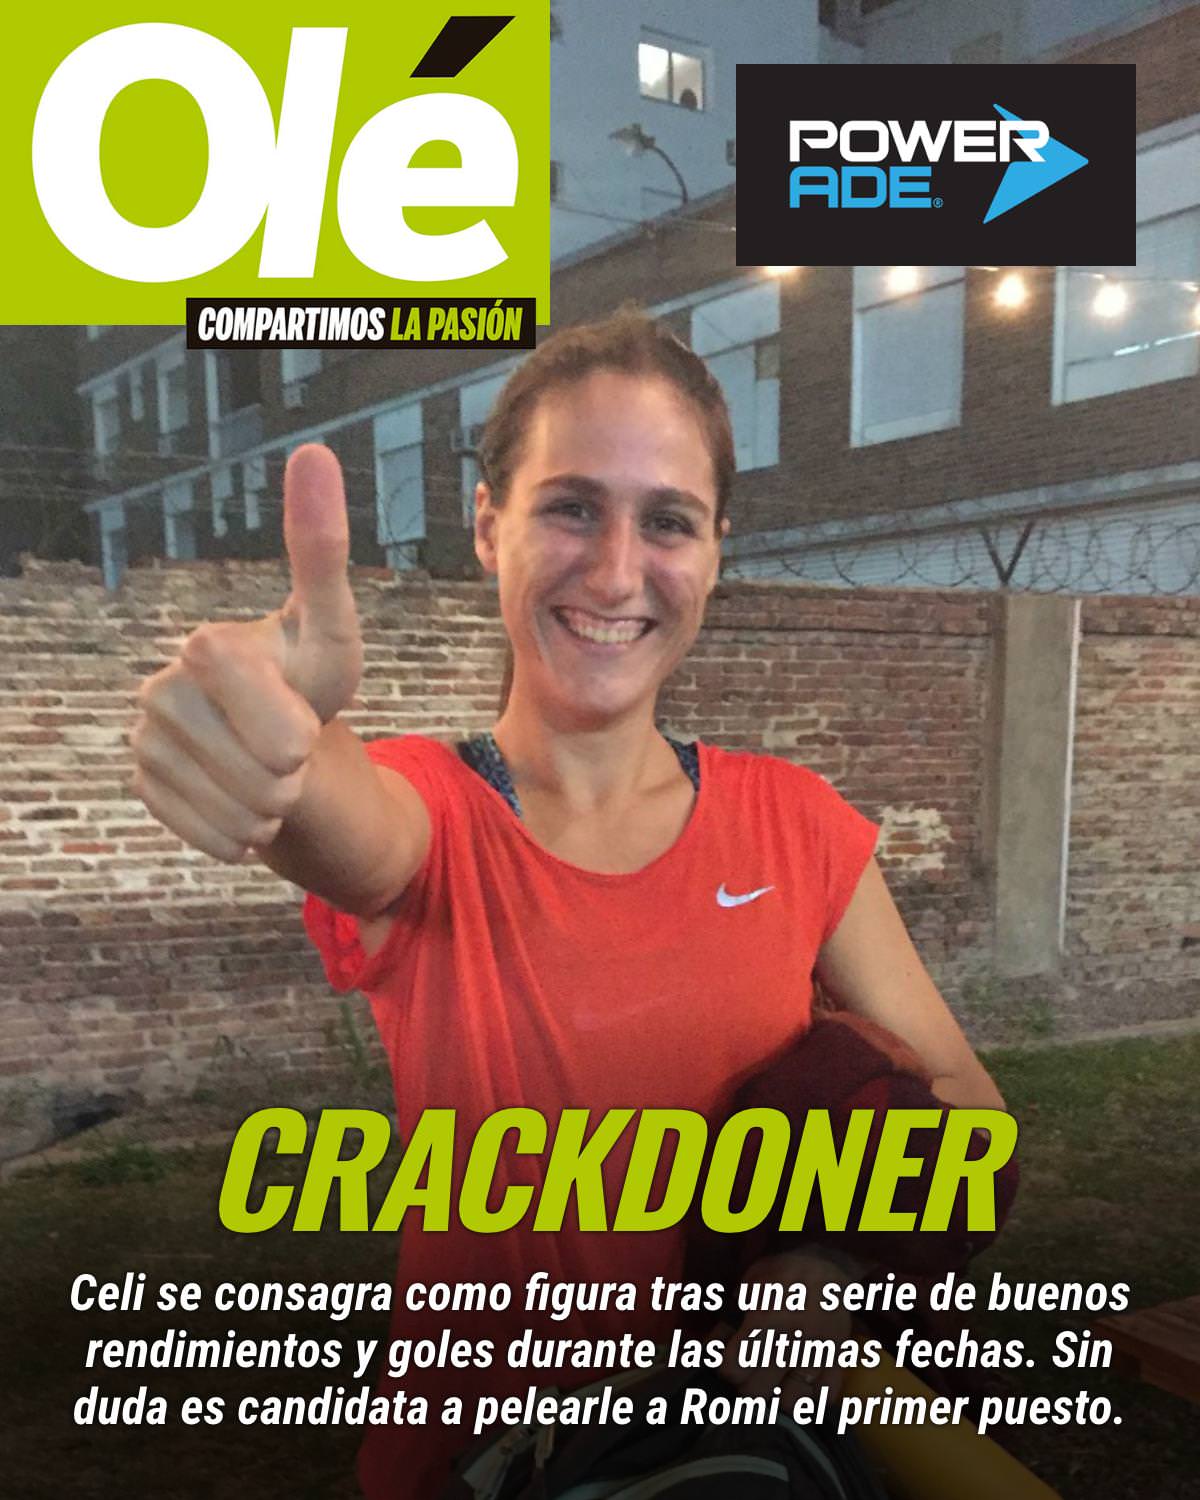 Olé
COMPARTIMOS LA PASIÓN
POWER
ADE®
CRACKDONER
Celi se consagra como figura tras una serie de buenos
rendimientos y goles durante las últimas fechas. Sin
duda es candidata a pelearle a Romi el primer puesto.